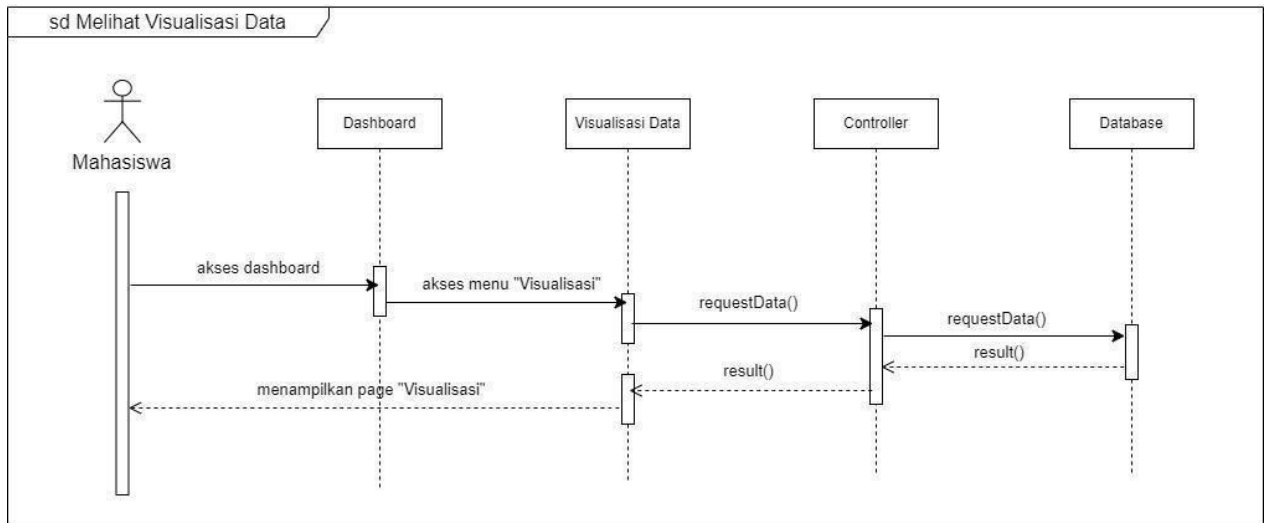 sd Melihat Visualisasi Data
Mahasiswa
Dashboard
Visualisasi Data
Controller
Database
akses dashboard
akses menu "Visualisasi"
requestData()
requestData()
result()
result()
menampilkan page "Visualisasi"